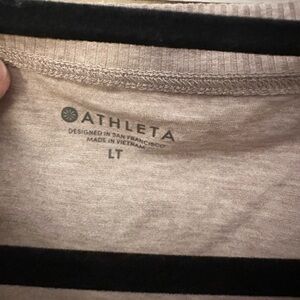 ATHLETA
DESIGNED IN SAN FRANCISCO
MADE IN VIETNAM
LT